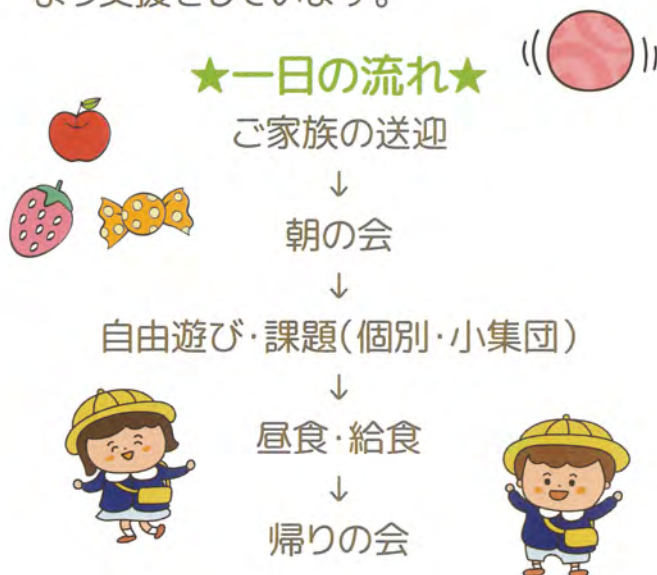 ★一日の流れ★
ご家族の送迎
↓
朝の会
↓
自由遊び・課題(個別・小集団)
↓
昼食・給食
↓
帰りの会